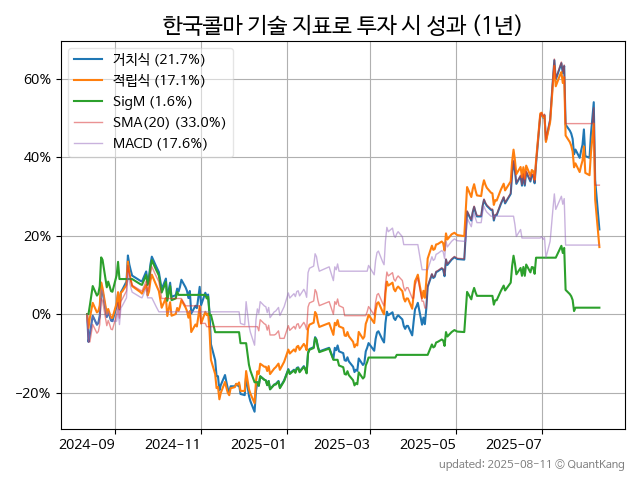 한국콜마 기술 지표로 투자 시 성과 (1년)
거치식 (21.7%)
적립식 (17.1%)
SigM (1.6%)
SMA(20) (33.0%)
MACD (17.6%)
60%
40%
20%
0%
−20%
2024-09 2024-11 2025-01 2025-03 2025-05 2025-07
updated: 2025-08-11 © QuantKang